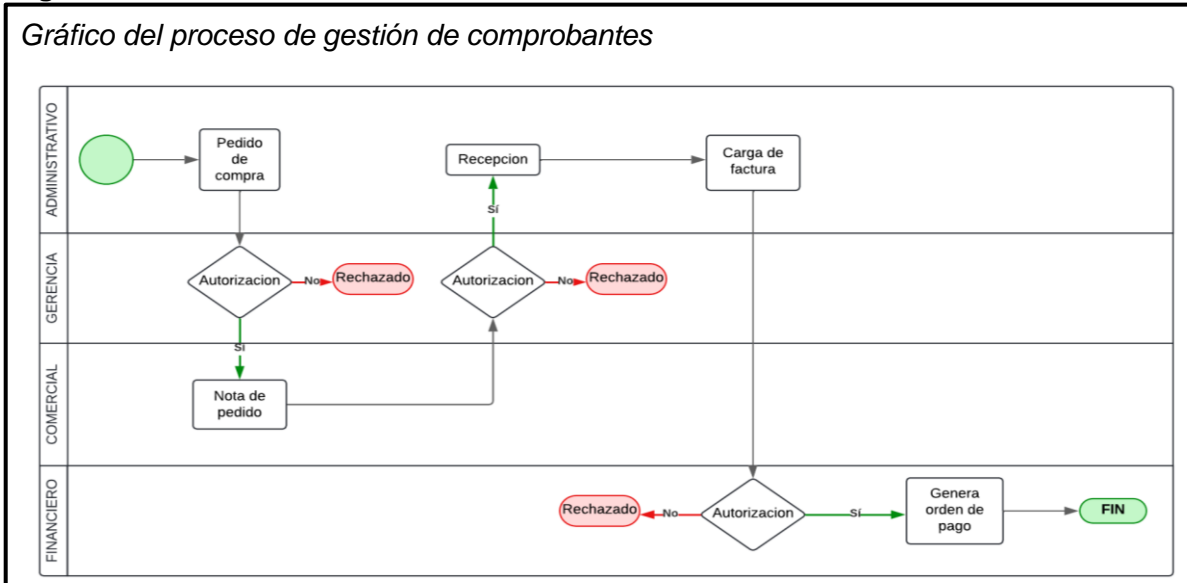 Gráfico del proceso de gestión de comprobantes
ADMINISTRATIVO
Pedido
de
compra
Recepcion
Carga de
factura
Sí
GERENCIA
Autorizacion
No
Rechazado
Autorizacion
No
Rechazado
Sí
COMERCIAL
Nota de
pedido
FINANCIERO
Rechazado
No
Autorizacion
Sí
Genera
orden de
pago
FIN